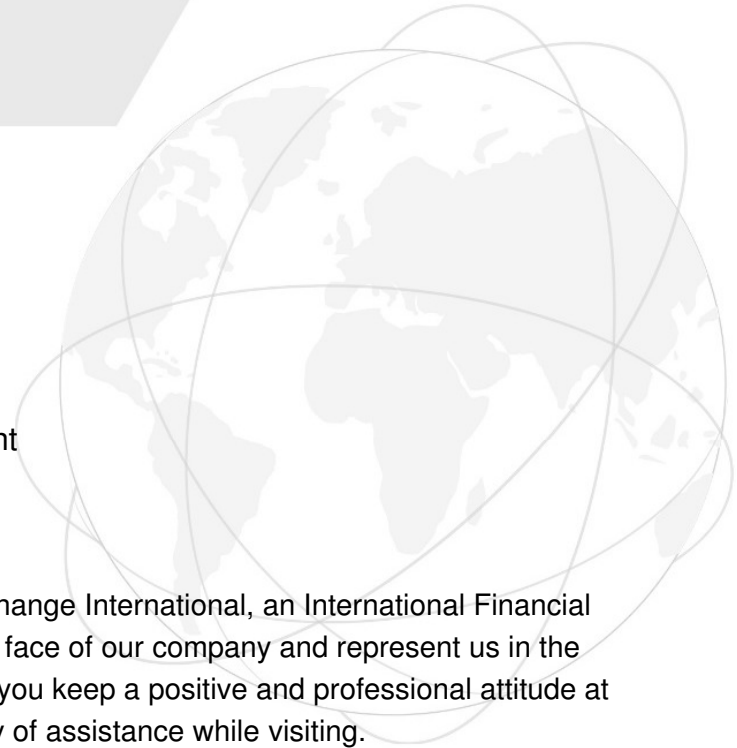 nt
hange International, an International Financial
face of our company and represent us in the
you keep a positive and professional attitude at
y of assistance while visiting.